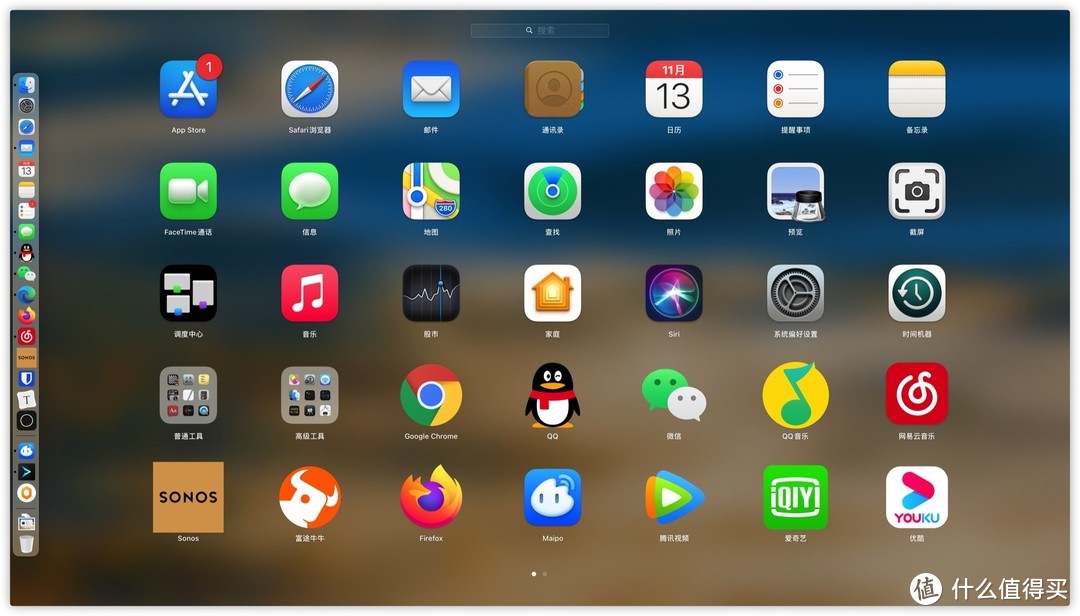 搜索
1
11月
13
App Store
Safari浏览器
邮件
通讯录
日历
提醒事项
备忘录
13
280
FaceTime通话
信息
地图
查找
照片
预览
截屏
调度中心
音乐
股市
家庭
Siri
系统偏好设置
时间机器
SONOS
T
普通工具
高级工具
Google Chrome
QQ
微信
QQ音乐
网易云音乐
SONOS
iQIYI
YOUKU
Sonos
富途牛牛
Firefox
Maipo
腾讯视频
爱奇艺
优酷
值 什么值得买